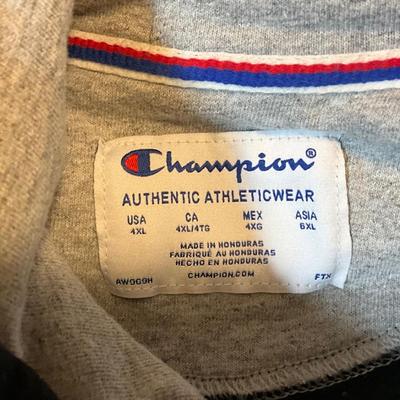 Champion®
AUTHENTIC ATHLETICWEAR
USA CA MEX ASIA
4XL 4XL/4TG 4XG 6XL
MADE IN HONDURAS
FABRIQUÉ AU HONDURAS
HECHO EN HONDURAS
AW0G9H CHAMPION.COM FTX